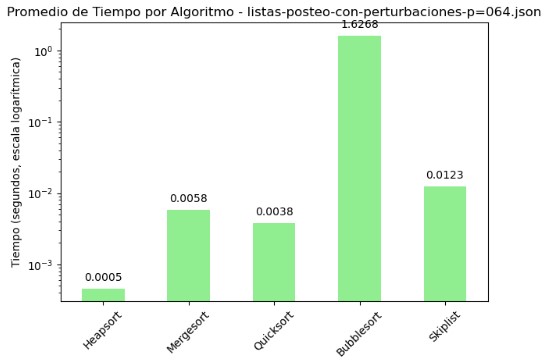 Promedio de Tiempo por Algoritmo - listas-posteo-con-perturbaciones-p=064.json
Tiempo (segundos, escala logarítmica)
10⁰
10⁻¹
10⁻²
10⁻³
0.0005
0.0058
0.0038
1.6268
0.0123
Heapsort
Mergesort
Quicksort
Bubblesort
Skiplist